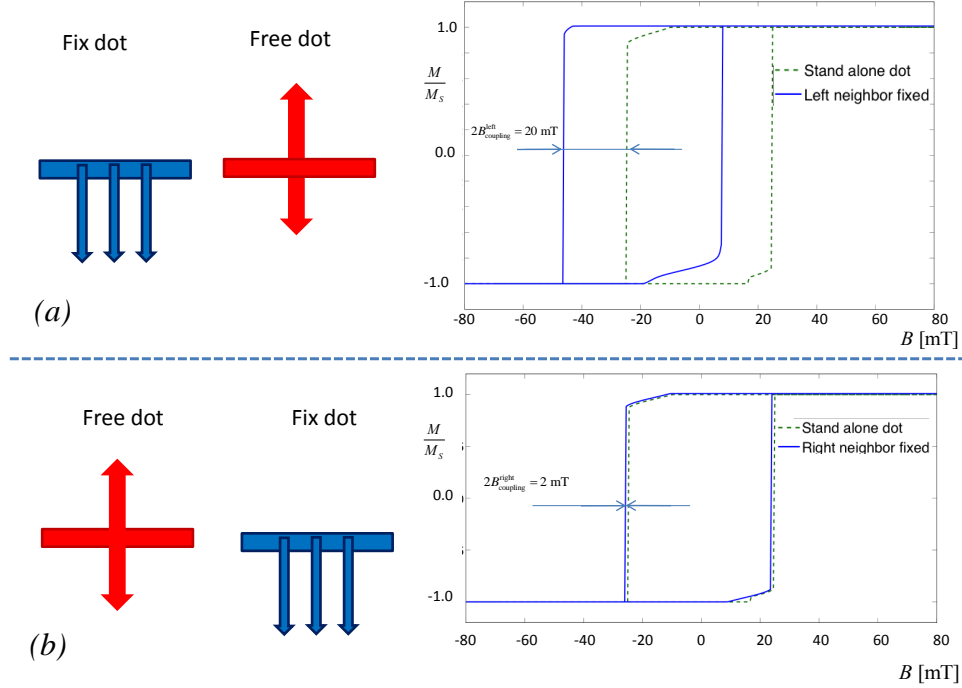 Fix dot
Free dot
M
M_S
1.0
0.0
-1.0
Stand alone dot
Left neighbor fixed
2B^left_coupling = 20 mT
-80 -60 -40 -20 0 20 40 60 80
B [mT]
(a)
Free dot
Fix dot
M
M_S
1.0
0.0
-1.0
Stand alone dot
Right neighbor fixed
2B^right_coupling = 2 mT
-80 -60 -40 -20 0 20 40 60 80
B [mT]
(b)